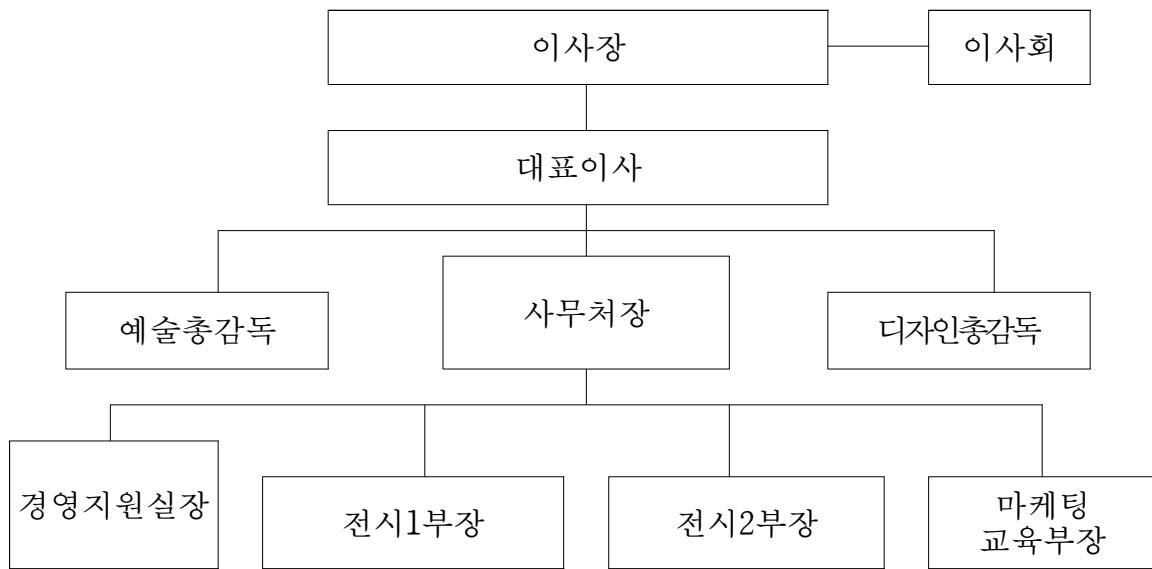 이사장
이사회
대표이사
예술총감독
사무처장
디자인총감독
경영지원실장
전시1부장
전시2부장
마케팅
교육부장